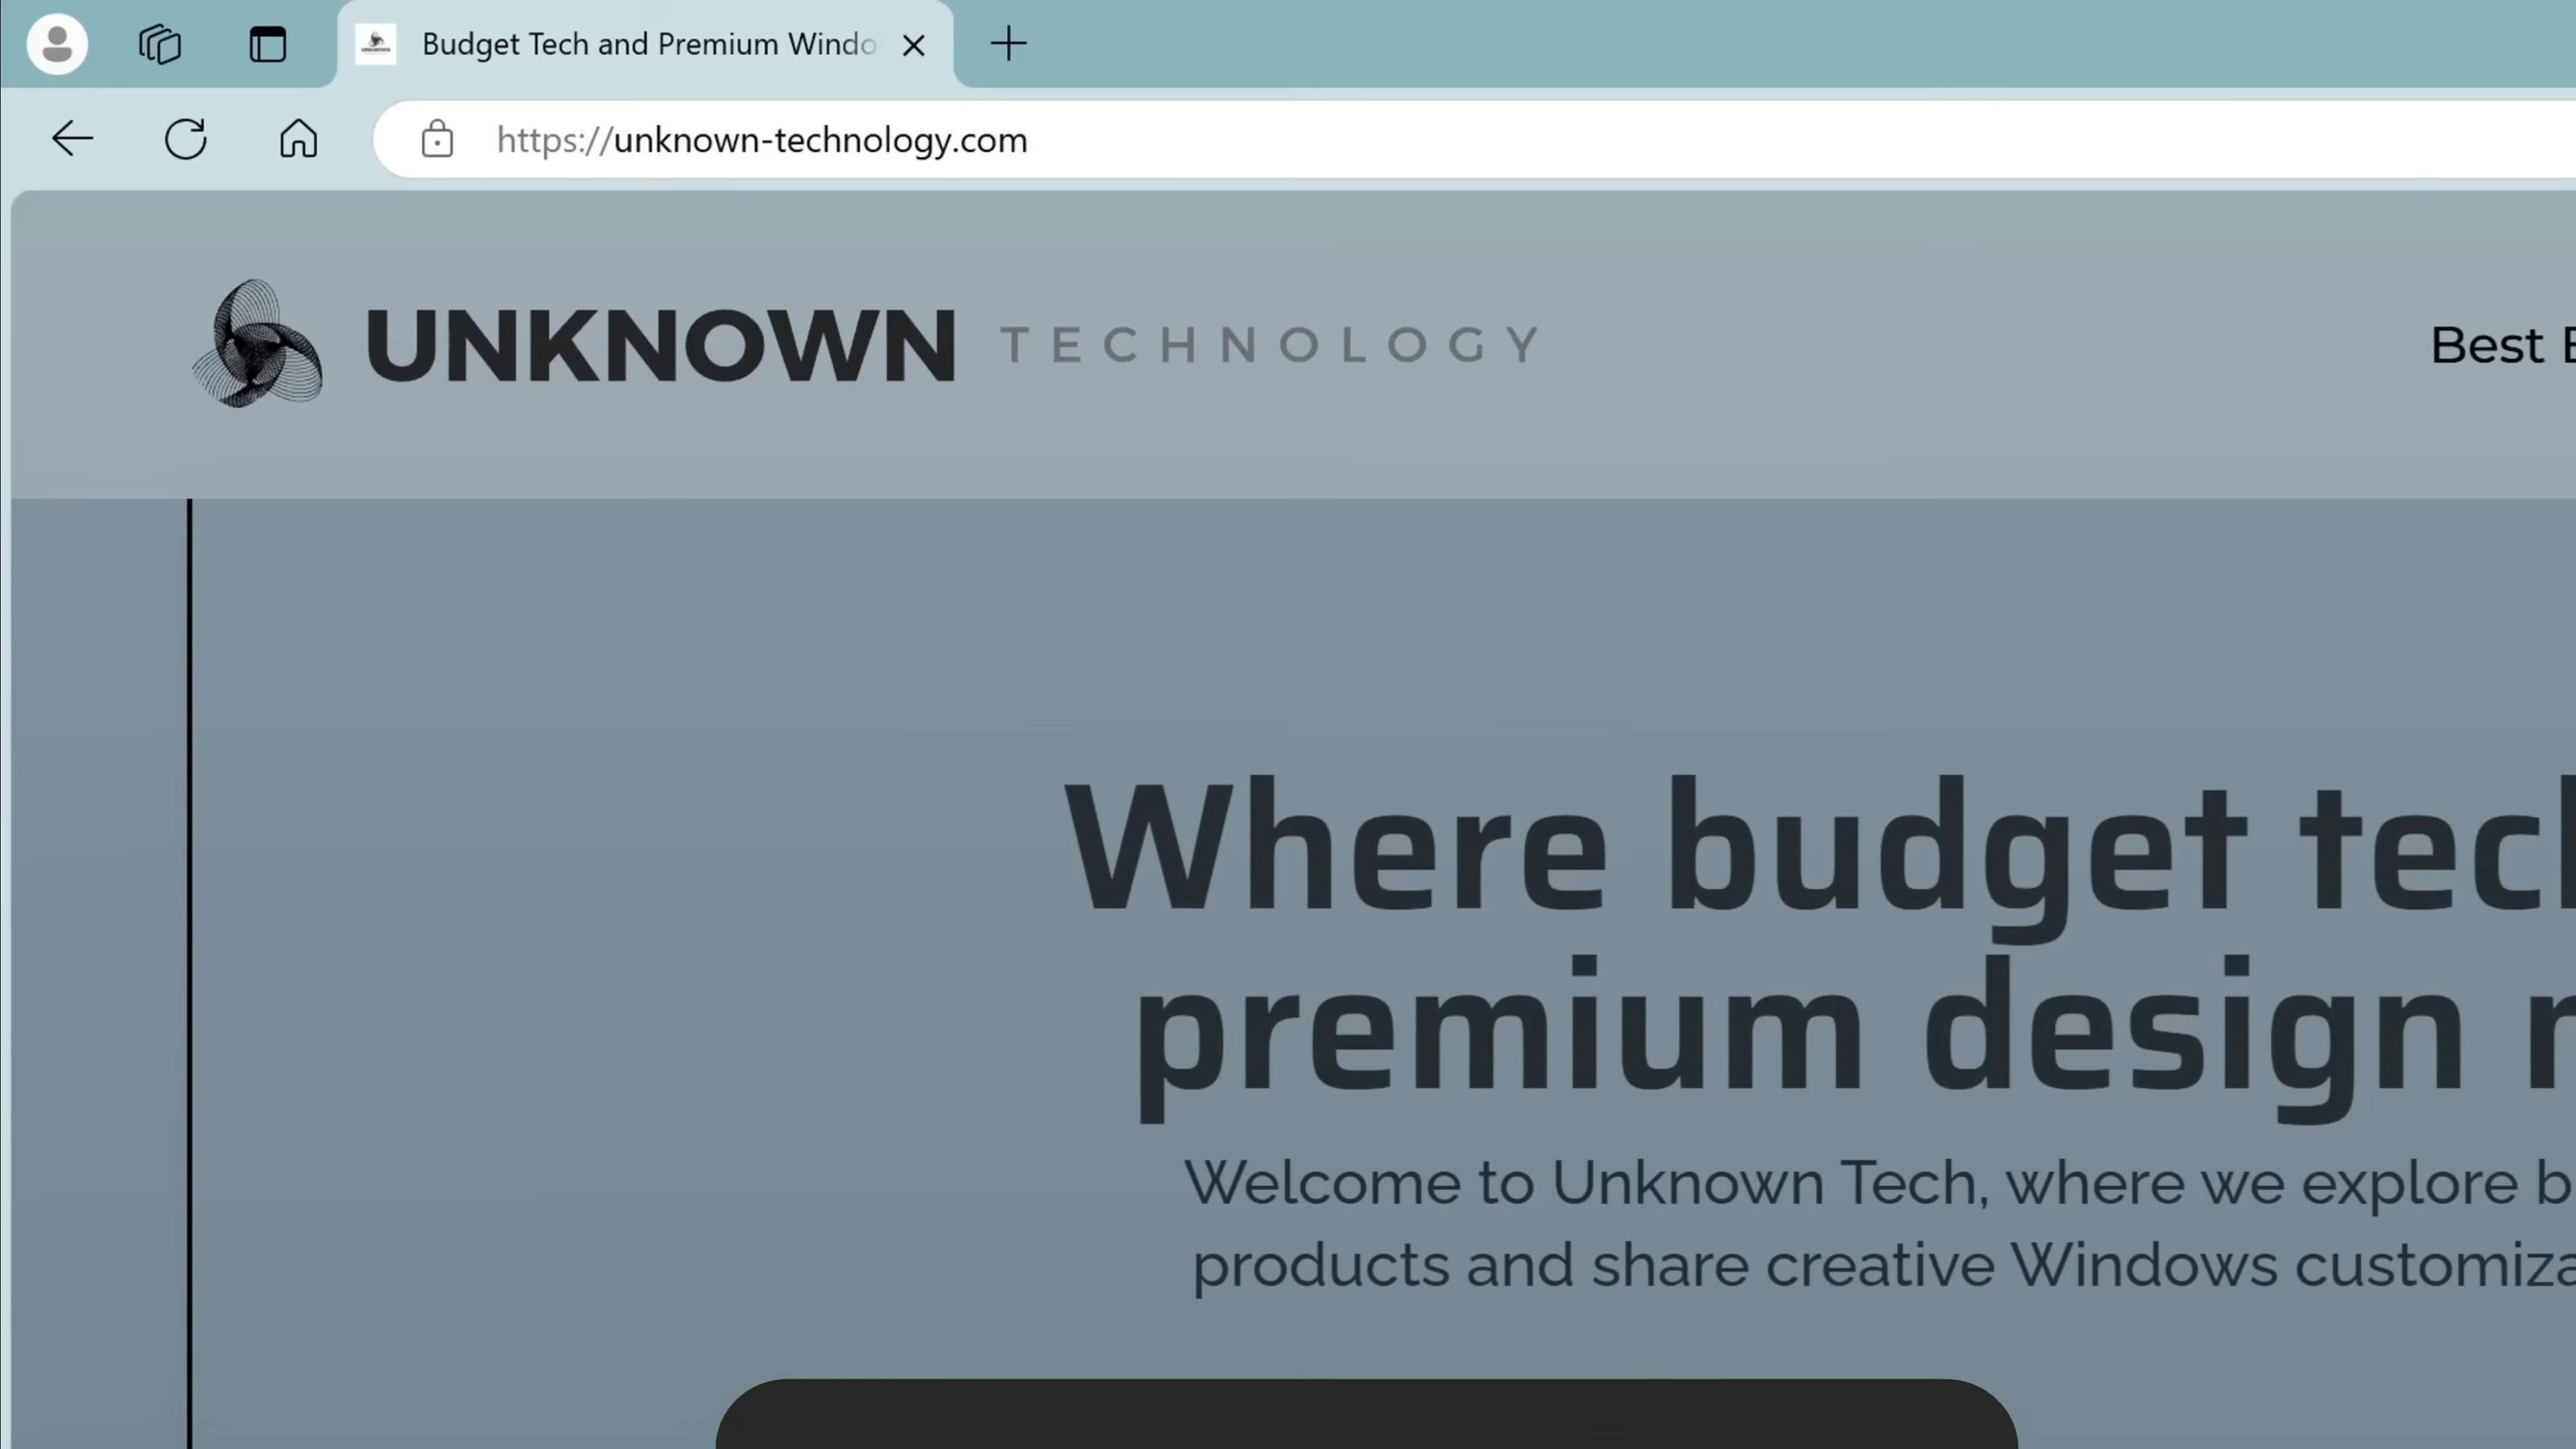 Budget Tech and Premium Windo
https://unknown-technology.com
UNKNOWN TECHNOLOGY
Best
Where budget tech
premium design
Welcome to Unknown Tech, where we explore
products and share creative Windows customiza